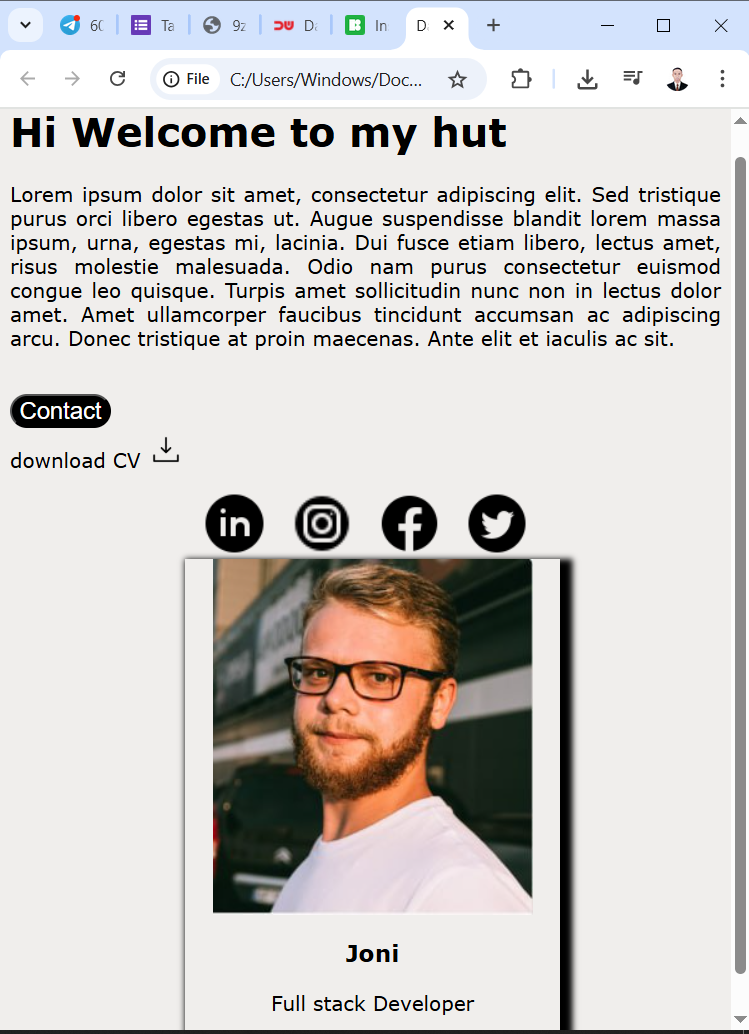 60
Ta
9z
Da
In
D
File
C:/Users/Windows/Doc...
Hi Welcome to my hut
Lorem ipsum dolor sit amet, consectetur adipiscing elit. Sed tristique
purus orci libero egestas ut. Augue suspendisse blandit lorem massa
ipsum, urna, egestas mi, lacinia. Dui fusce etiam libero, lectus amet,
risus molestie malesuada. Odio nam purus consectetur euismod
congue leo quisque. Turpis amet sollicitudin nunc non in lectus dolor
amet. Amet ullamcorper faucibus tincidunt accumsan ac adipiscing
arcu. Donec tristique at proin maecenas. Ante elit et iaculis ac sit.
Contact
download CV
in
Joni
Full stack Developer